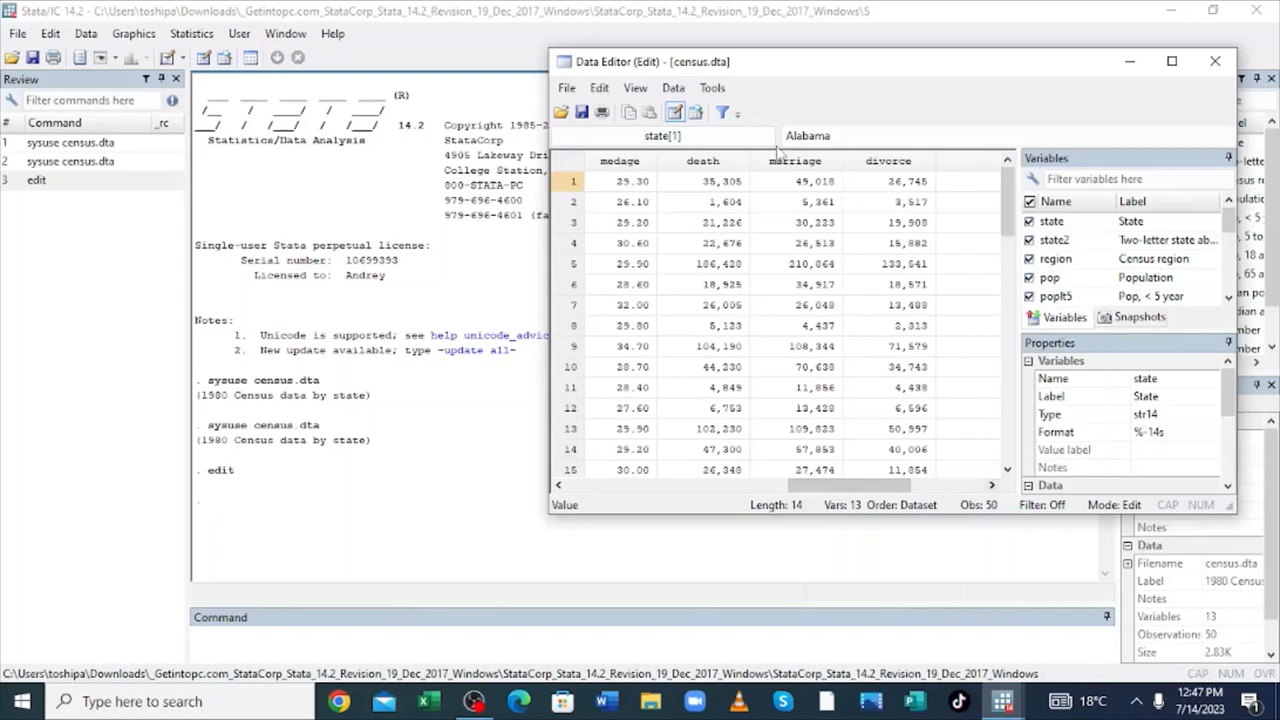 Stata/IC 14.2 - C:\Users\toshipa\Downloads\_Getintopc.com_StataCorp_Stata_14.2_Revision_19_Dec_2017_Windows\StataCorp_Stata_14.2_Revision_19_Dec_2017_Windows\S
File Edit Data Graphics Statistics User Window Help
Review
Filter commands here
# Command _rc
1 sysuse census.dta
2 sysuse census.dta
3 edit
(R)
14.2 Copyright 1985-2
Statistics/Data Analysis StataCorp
4905 Lakeway Dri
College Station,
800-STATA-PC
979-696-4600
979-696-4601 (fa
Single-user Stata perpetual license:
Serial number: 10699393
Licensed to: Andrey
Notes:
1. Unicode is supported; see help unicode_advic
2. New update available; type -update all-
. sysuse census.dta
(1980 Census data by state)
. sysuse census.dta
(1980 Census data by state)
. edit
.
Command
Data Editor (Edit) - [census.dta]
File Edit View Data Tools
state[1] Alabama
medage death marriage divorce
1 29.30 35,305 49,018 26,745
2 26.10 1,604 5,361 3,517
3 29.20 21,226 30,223 19,908
4 30.60 22,676 26,513 15,882
5 29.90 186,428 210,864 133,541
6 28.60 18,925 34,917 18,571
7 32.00 26,005 26,048 13,488
8 29.80 5,123 4,437 2,313
9 34.70 104,190 108,344 71,579
10 28.70 44,230 70,638 34,743
11 28.40 4,849 11,856 4,438
12 27.60 6,753 13,428 6,596
13 29.90 102,230 109,823 50,997
14 29.20 47,300 57,853 40,006
15 30.00 26,348 27,474 11,854
Variables
Filter variables here
Name Label
state State
state2 Two-letter state ab...
region Census region
pop Population
poplt5 Pop, < 5 year
Variables Snapshots
Properties
Variables
Name state
Label State
Type str14
Format %-14s
Value label
Notes
Data
Value Length: 14 Vars: 13 Order: Dataset Obs: 50 Filter: Off Mode: Edit CAP NUM
Notes
Data
Filename census.dta
Label 1980 Censu
Notes
Variables 13
Observations 50
Size 2.83K
C:\Users\toshipa\Downloads\_Getintopc.com_StataCorp_Stata_14.2_Revision_19_Dec_2017_Windows\StataCorp_Stata_14.2_Revision_19_Dec_2017_Windows CAP NUM OVR
Type here to search
18°C
12:47 PM
7/14/2023